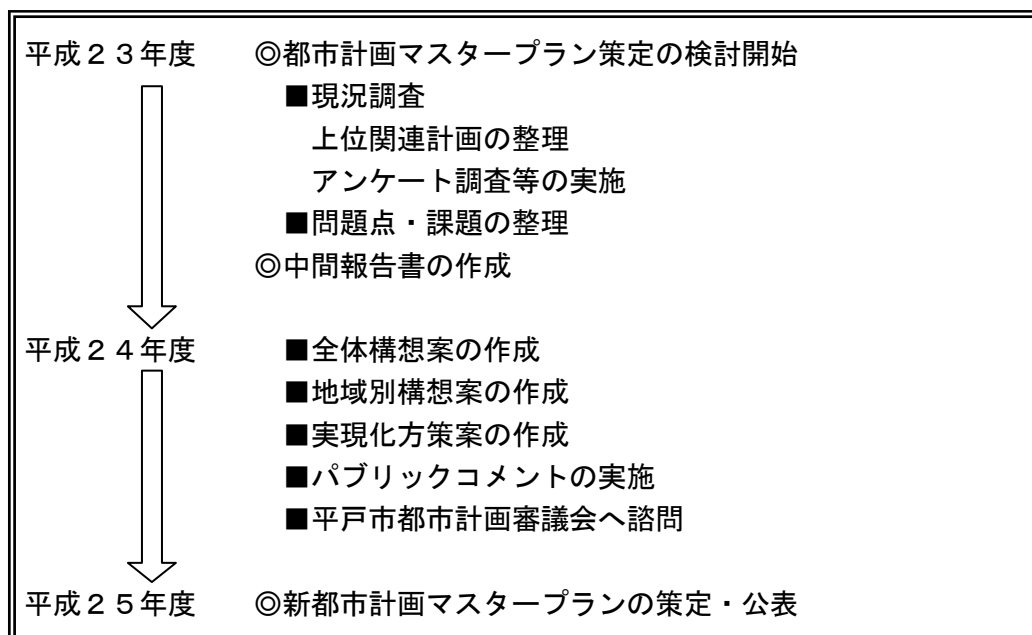 平成２３年度　　◎都市計画マスタープラン策定の検討開始
■現況調査
上位関連計画の整理
アンケート調査等の実施
■問題点・課題の整理
◎中間報告書の作成
平成２４年度　　■全体構想案の作成
■地域別構想案の作成
■実現化方策案の作成
■パブリックコメントの実施
■平戸市都市計画審議会へ諮問
平成２５年度　　◎新都市計画マスタープランの策定・公表